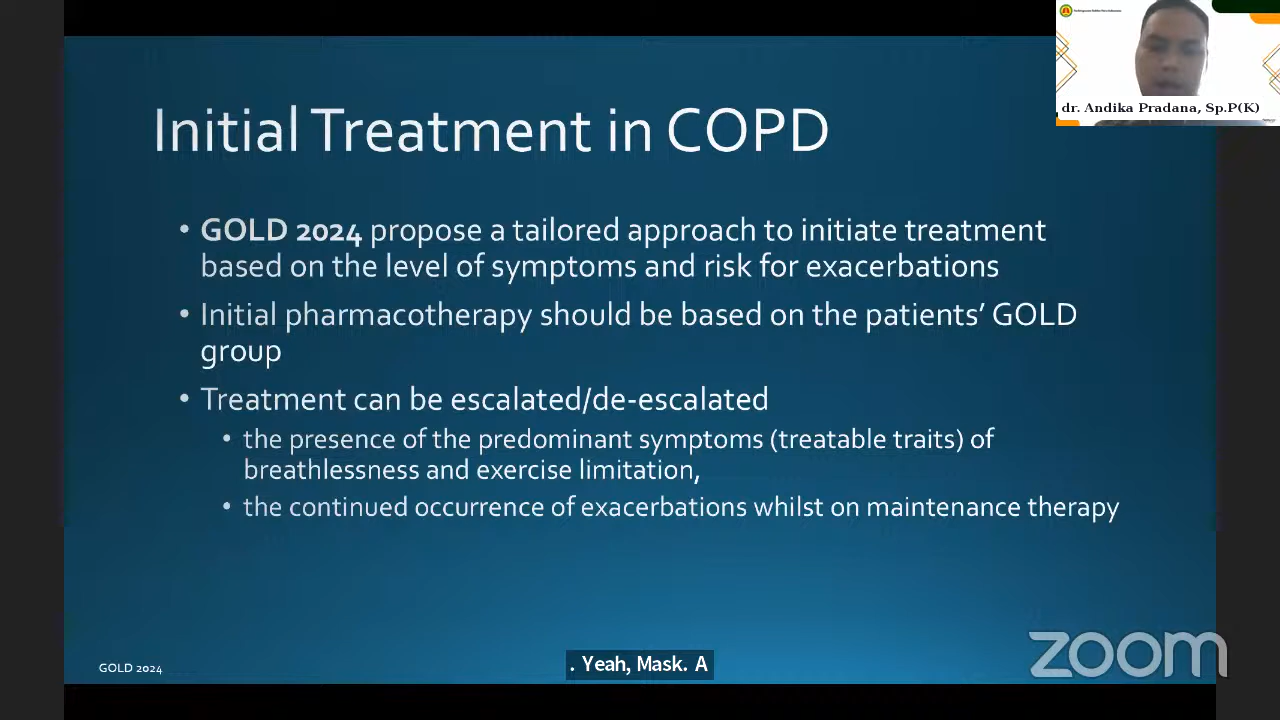 Initial Treatment in COPD
• GOLD 2024 propose a tailored approach to initiate treatment
based on the level of symptoms and risk for exacerbations
• Initial pharmacotherapy should be based on the patients’ GOLD
group
• Treatment can be escalated/de-escalated
• the presence of the predominant symptoms (treatable traits) of
breathlessness and exercise limitation,
• the continued occurrence of exacerbations whilst on maintenance therapy
GOLD 2024
. Yeah, Mask. A
zoom
dr. Andika Pradana, Sp.P(K)